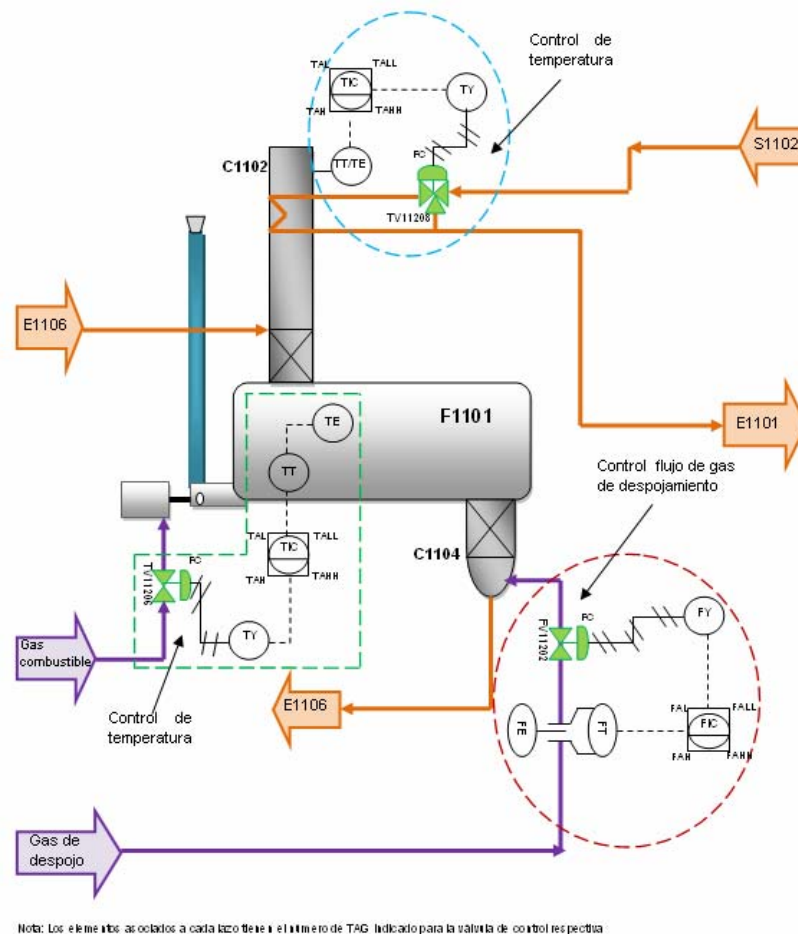 Control de
temperatura
TAL
TALL
TIC
TAH
TAHH
TY
TT/TE
FC
TV11208
C1102
S1102
E1106
F1101
TE
TT
E1101
Control flujo de gas
de despojamiento
TAL
TALL
TIC
TAH
TAHH
C1104
FC
TV11206
TY
Gas
combustible
Control de
temperatura
E1106
FC
FV11202
FY
FE
FT
FAL
FALL
FIC
FAH
FAHH
Gas de
despojo
Nota: Los elementos asociados a cada lazo tienen el número de TAG indicado para la válvula de control respectiva